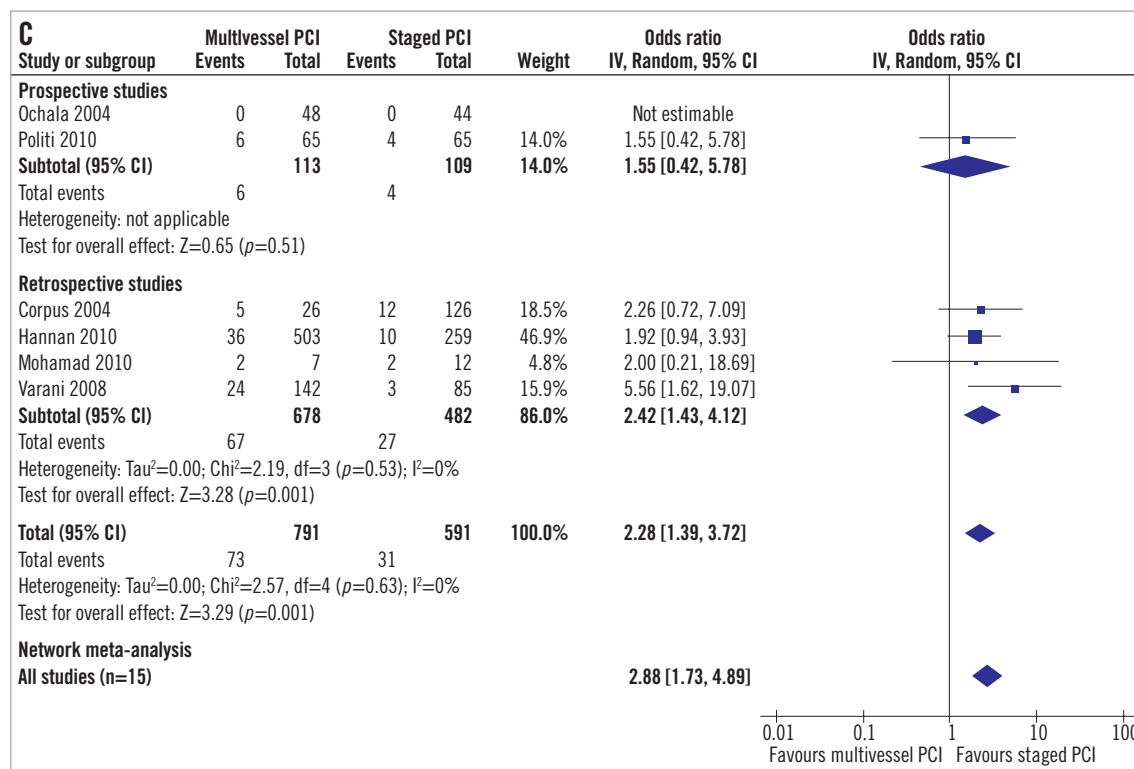 C
Multivessel PCI Staged PCI Odds ratio Odds ratio
Study or subgroup Events Total Events Total Weight IV, Random, 95% CI IV, Random, 95% CI
Prospective studies
Ochala 2004 0 48 0 44 Not estimable
Politi 2010 6 65 4 65 14.0% 1.55 [0.42, 5.78]
Subtotal (95% CI) 113 109 14.0% 1.55 [0.42, 5.78]
Total events 6 4
Heterogeneity: not applicable
Test for overall effect: Z=0.65 (p=0.51)
Retrospective studies
Corpus 2004 5 26 12 126 18.5% 2.26 [0.72, 7.09]
Hannan 2010 36 503 10 259 46.9% 1.92 [0.94, 3.93]
Mohamad 2010 2 7 2 12 4.8% 2.00 [0.21, 18.69]
Varani 2008 24 142 3 85 15.9% 5.56 [1.62, 19.07]
Subtotal (95% CI) 678 482 86.0% 2.42 [1.43, 4.12]
Total events 67 27
Heterogeneity: Tau²=0.00; Chi²=2.19, df=3 (p=0.53); I²=0%
Test for overall effect: Z=3.28 (p=0.001)
Total (95% CI) 791 591 100.0% 2.28 [1.39, 3.72]
Total events 73 31
Heterogeneity: Tau²=0.00; Chi²=2.57, df=4 (p=0.63); I²=0%
Test for overall effect: Z=3.29 (p=0.001)
Network meta-analysis
All studies (n=15) 2.88 [1.73, 4.89]
0.01 0.1 1 10 100
Favours multivessel PCI Favours staged PCI